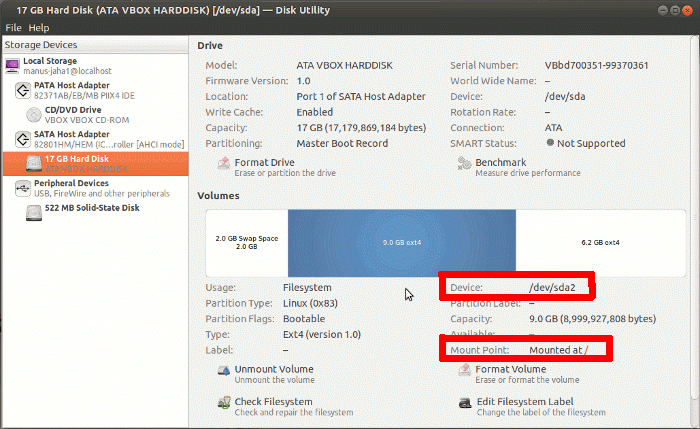 17 GB Hard Disk (ATA VBOX HARDDISK) [/dev/sda] — Disk Utility
File Help
Storage Devices
Local Storage
manus-jaha1@localhost
PATA Host Adapter
82371AB/EB/MB PIIX4 IDE
CD/DVD Drive
VBOX VBOX CD-ROM
SATA Host Adapter
82801HM/HEM (IC...roller [AHCI mode]
17 GB Hard Disk
ATA VBOX HARDDISK
Peripheral Devices
USB, FireWire and other peripherals
522 MB Solid-State Disk
Drive
Model: ATA VBOX HARDDISK
Serial Number: VBbd700351-99370361
Firmware Version: 1.0
World Wide Name: –
Location: Port 1 of SATA Host Adapter
Device: /dev/sda
Write Cache: Enabled
Rotation Rate: –
Capacity: 17 GB (17,179,869,184 bytes)
Connection: ATA
Partitioning: Master Boot Record
SMART Status: Not Supported
Format Drive
Erase or partition the drive
Benchmark
Measure drive performance
Volumes
2.0 GB Swap Space
2.0 GB
9.0 GB ext4
6.2 GB ext4
Usage: Filesystem
Device: /dev/sda2
Partition Type: Linux (0x83)
Partition Label: –
Partition Flags: Bootable
Capacity: 9.0 GB (8,999,927,808 bytes)
Type: Ext4 (version 1.0)
Available: –
Label: –
Mount Point: Mounted at /
Unmount Volume
Unmount the volume
Format Volume
Erase or format the volume
Check Filesystem
Check and repair the filesystem
Edit Filesystem Label
Change the label of the filesystem